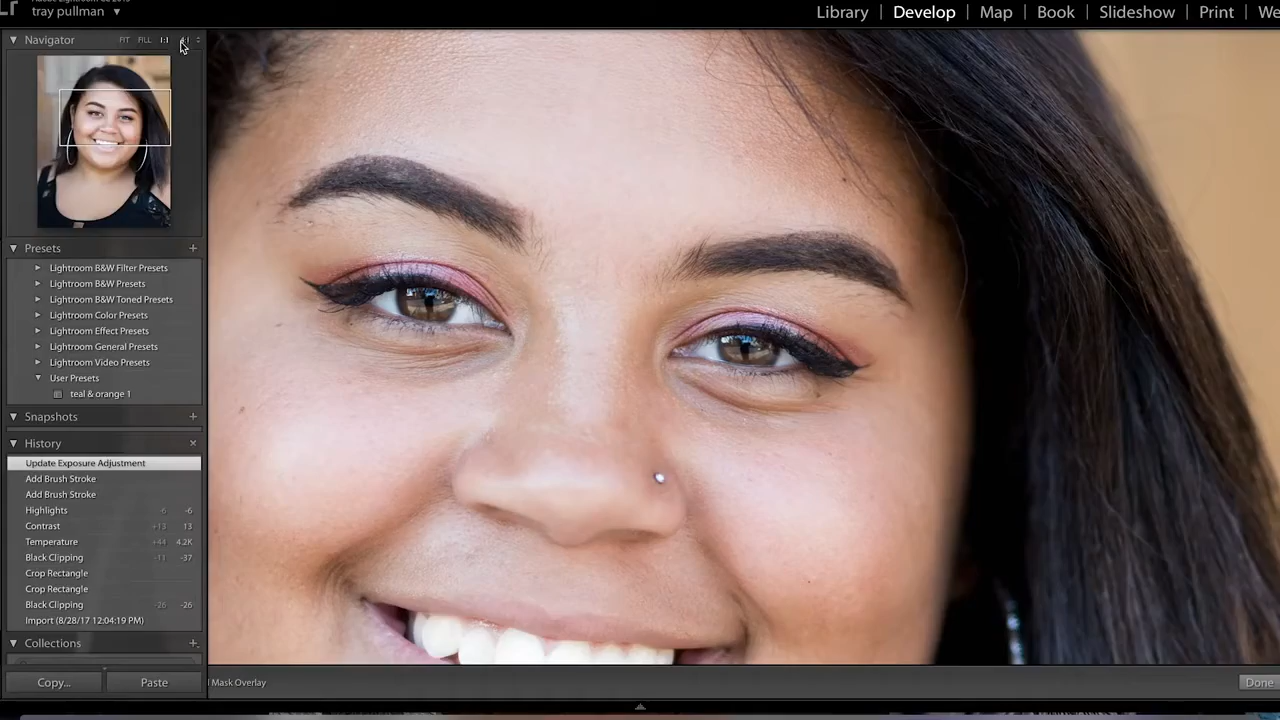 tray pullman
Library | Develop | Map | Book | Slideshow | Print | We
Navigator FIT FILL 1:1
Presets
Lightroom B&W Filter Presets
Lightroom B&W Presets
Lightroom B&W Toned Presets
Lightroom Color Presets
Lightroom Effect Presets
Lightroom General Presets
Lightroom Video Presets
User Presets
teal & orange 1
Snapshots
History
Update Exposure Adjustment
Add Brush Stroke
Add Brush Stroke
Highlights -6 -6
Contrast +13 13
Temperature +44 4.2K
Black Clipping -11 -37
Crop Rectangle
Crop Rectangle
Black Clipping -26 -26
Import (8/28/17 12:04:19 PM)
Collections
Copy... Paste Mask Overlay Done